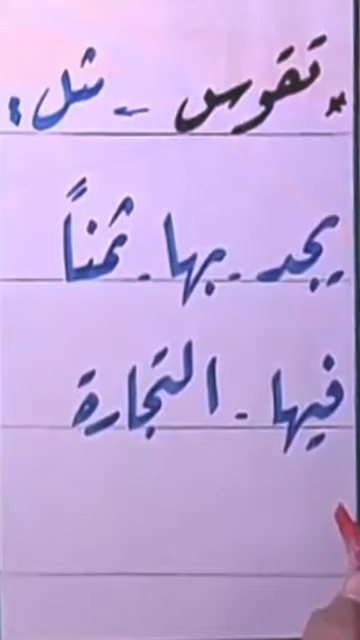 * تقوس - مثل :
يجد - بها - ثمناً
فيها - التجارة